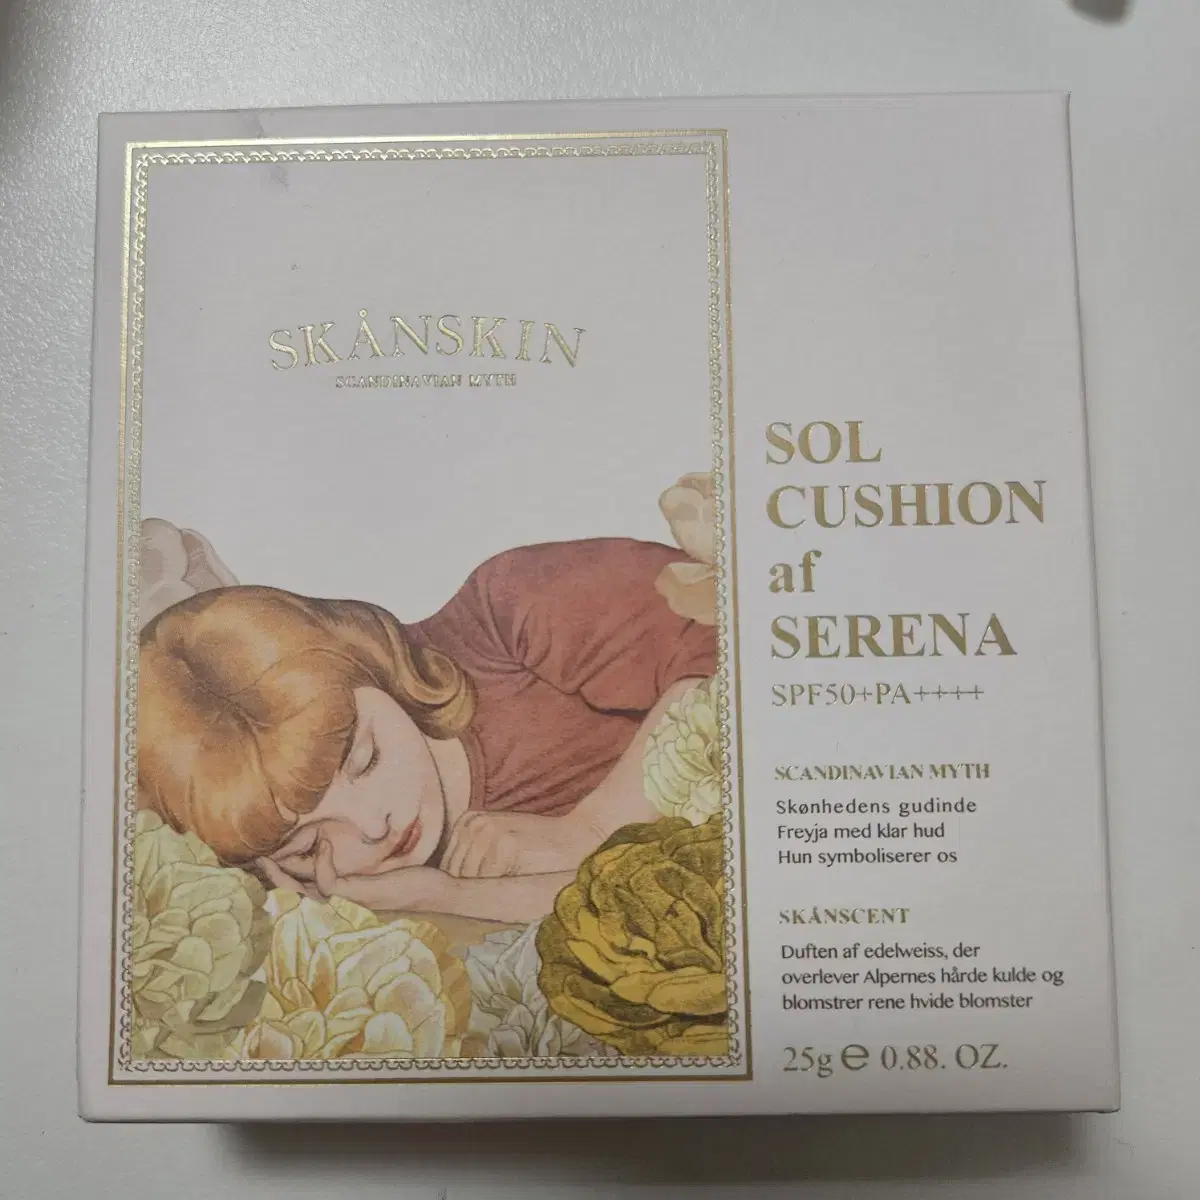 SKÅNSKIN
SCANDINAVIAN MYTH
SOL
CUSHION
af
SERENA
SPF50+PA++++
SCANDINAVIAN MYTH
Skønhedens gudinde
Freyja med klar hud
Hun symboliserer os
SKÅNSCENT
Duften af edelweiss, der
overlever Alpernes hårde kulde og
blomstrer rene hvide blomster
25g ℮ 0.88. OZ.